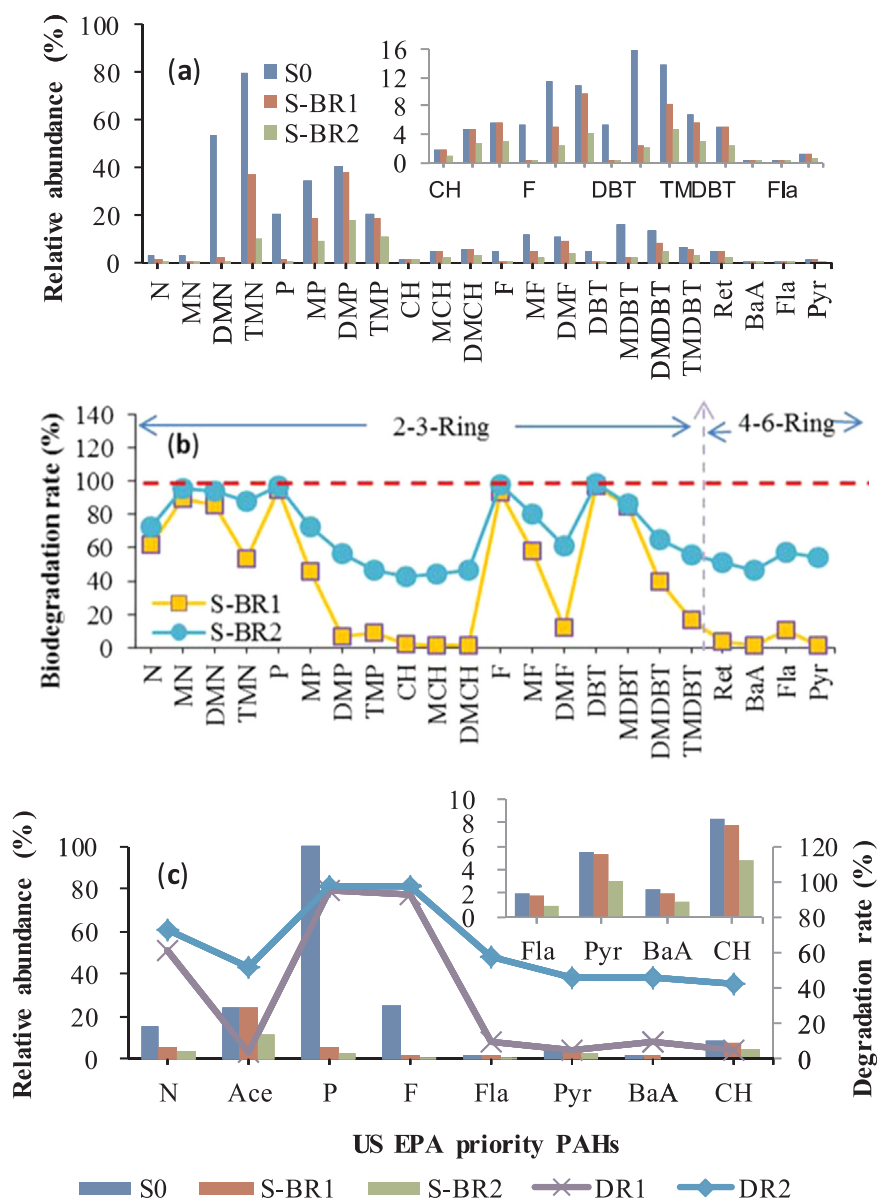 Relative abundance (%)
100
80
60
40
20
0
(a)
S0
S-BR1
S-BR2
16
12
8
4
0
CH F DBT TMDBT Fla
N MN DMN TMN P MP DMP TMP CH MCH DMCH F MF DMF DBT MDBT DMDBT TMDBT Ret BaA Fla Pyr
Biodegradation rate (%)
140
120
100
80
60
40
20
0
(b)
2-3-Ring
4-6-Ring
S-BR1
S-BR2
N MN DMN TMN P MP DMP TMP CH MCH DMCH F MF DMF DBT MDBT DMDBT TMDBT Ret BaA Fla Pyr
Relative abundance (%)
100
80
60
40
20
0
(c)
10
8
6
4
2
0
Fla Pyr BaA CH
120
100
80
60
40
20
0
Degradation rate (%)
N Ace P F Fla Pyr BaA CH
US EPA priority PAHs
S0 S-BR1 S-BR2 DR1 DR2